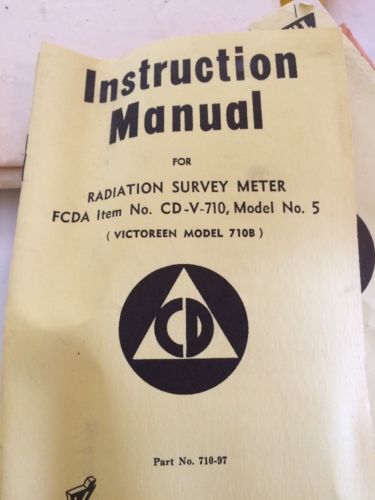 Instruction
Manual
FOR
RADIATION SURVEY METER
FCDA Item No. CD-V-710, Model No. 5
( VICTOREEN MODEL 710B )
CD
Part No. 710-97